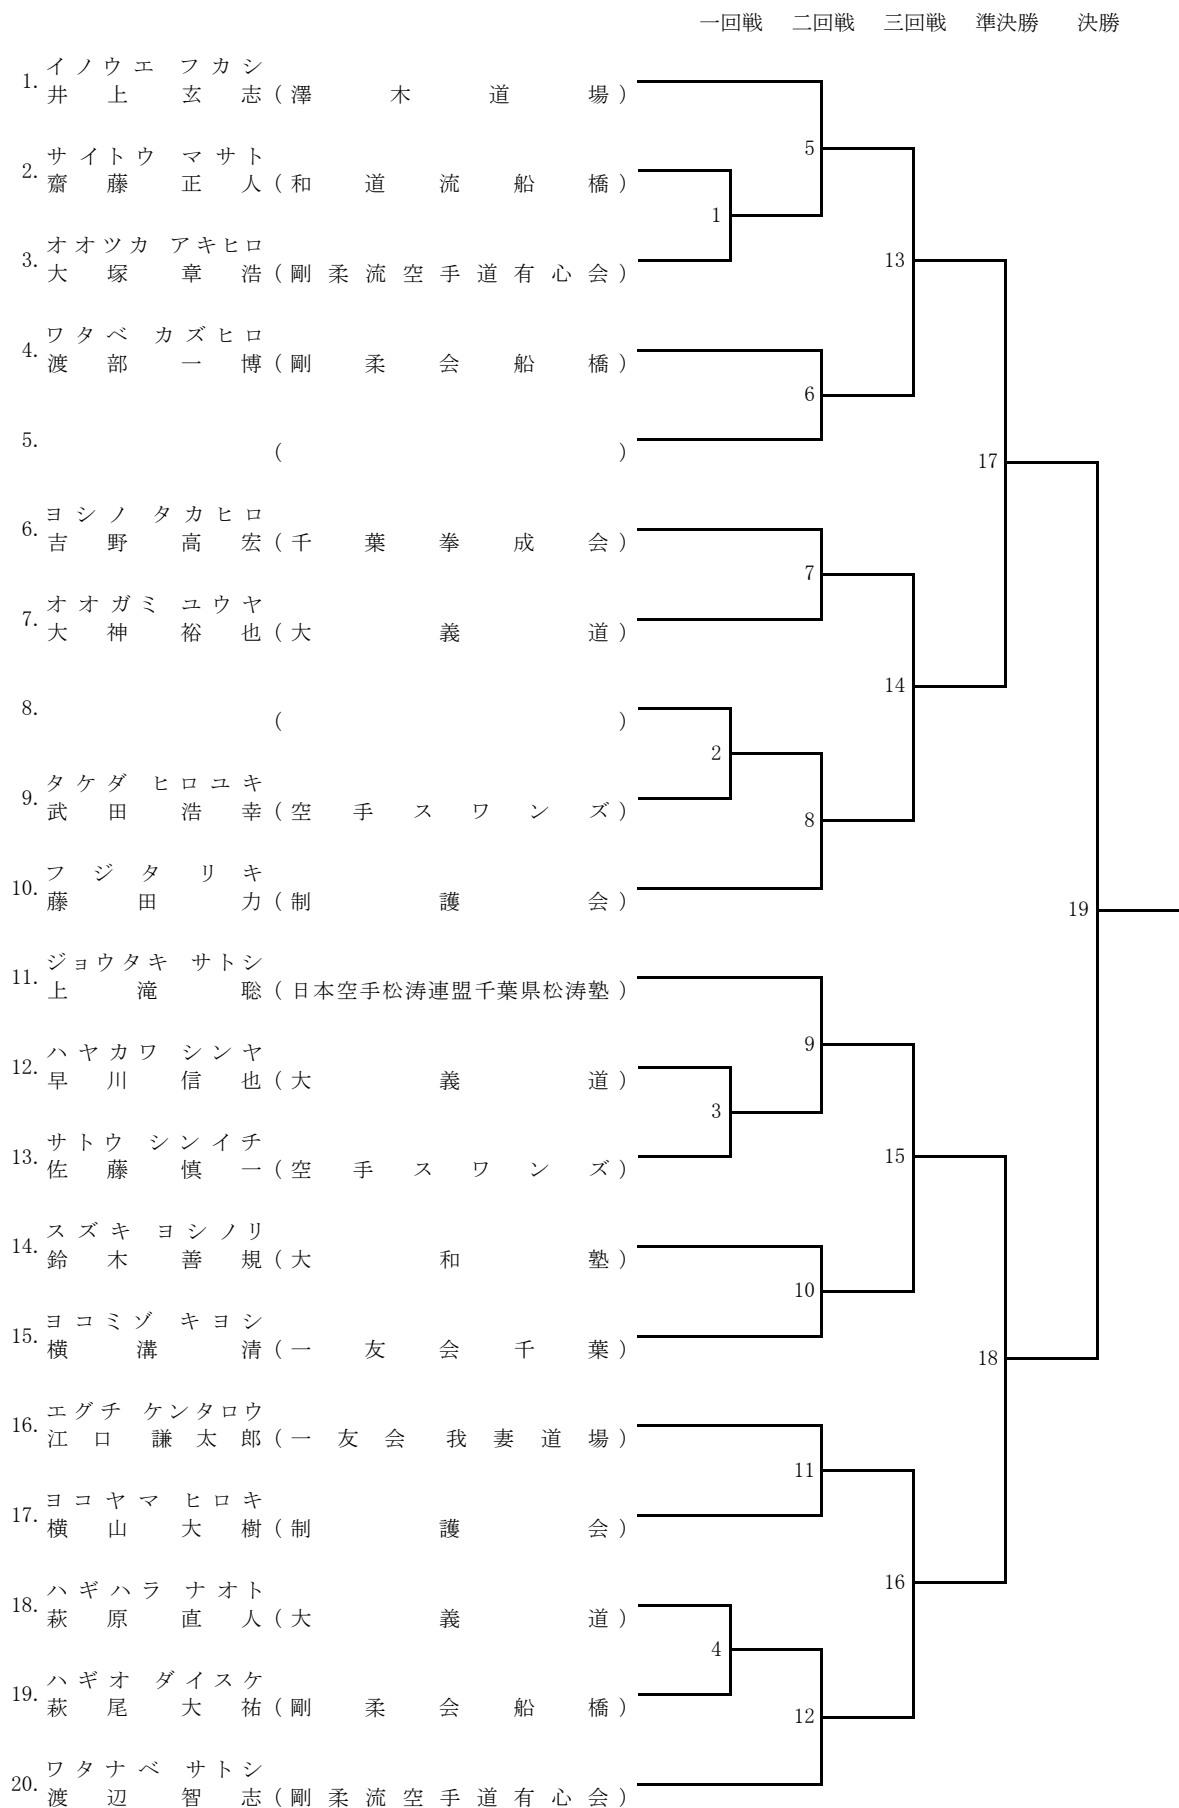 一回戦 二回戦 三回戦 準決勝 決勝
イノウエ フカシ
1. 井上玄志(澤木道場)
5
サイトウ マサト
2. 齋藤正人(和道流船橋)
1
オオツカ アキヒロ
3. 大塚章浩(剛柔流空手道有心会)
13
ワタベ カズヒロ
4. 渡部一博(剛柔会船橋)
6
5. ( )
17
ヨシノ タカヒロ
6. 吉野高宏(千葉拳成会)
7
オオガミ ユウヤ
7. 大神裕也(大義道)
14
8. ( )
2
タケダ ヒロユキ
9. 武田浩幸(空手スワンズ)
8
フジタ リキ
10. 藤田力(制護会)
19
ジョウタキ サトシ
11. 上滝聡(日本空手松涛連盟千葉県松涛塾)
9
ハヤカワ シンヤ
12. 早川信也(大義道)
3
サトウ シンイチ
13. 佐藤慎一(空手スワンズ)
15
スズキ ヨシノリ
14. 鈴木善規(大和塾)
10
ヨコミゾ キヨシ
15. 横溝清(一友会千葉)
18
エグチ ケンタロウ
16. 江口謙太郎(一友会我妻道場)
11
ヨコヤマ ヒロキ
17. 横山大樹(制護会)
16
ハギハラ ナオト
18. 萩原直人(大義道)
4
ハギオ ダイスケ
19. 萩尾大祐(剛柔会船橋)
12
ワタナベ サトシ
20. 渡辺智志(剛柔流空手道有心会)